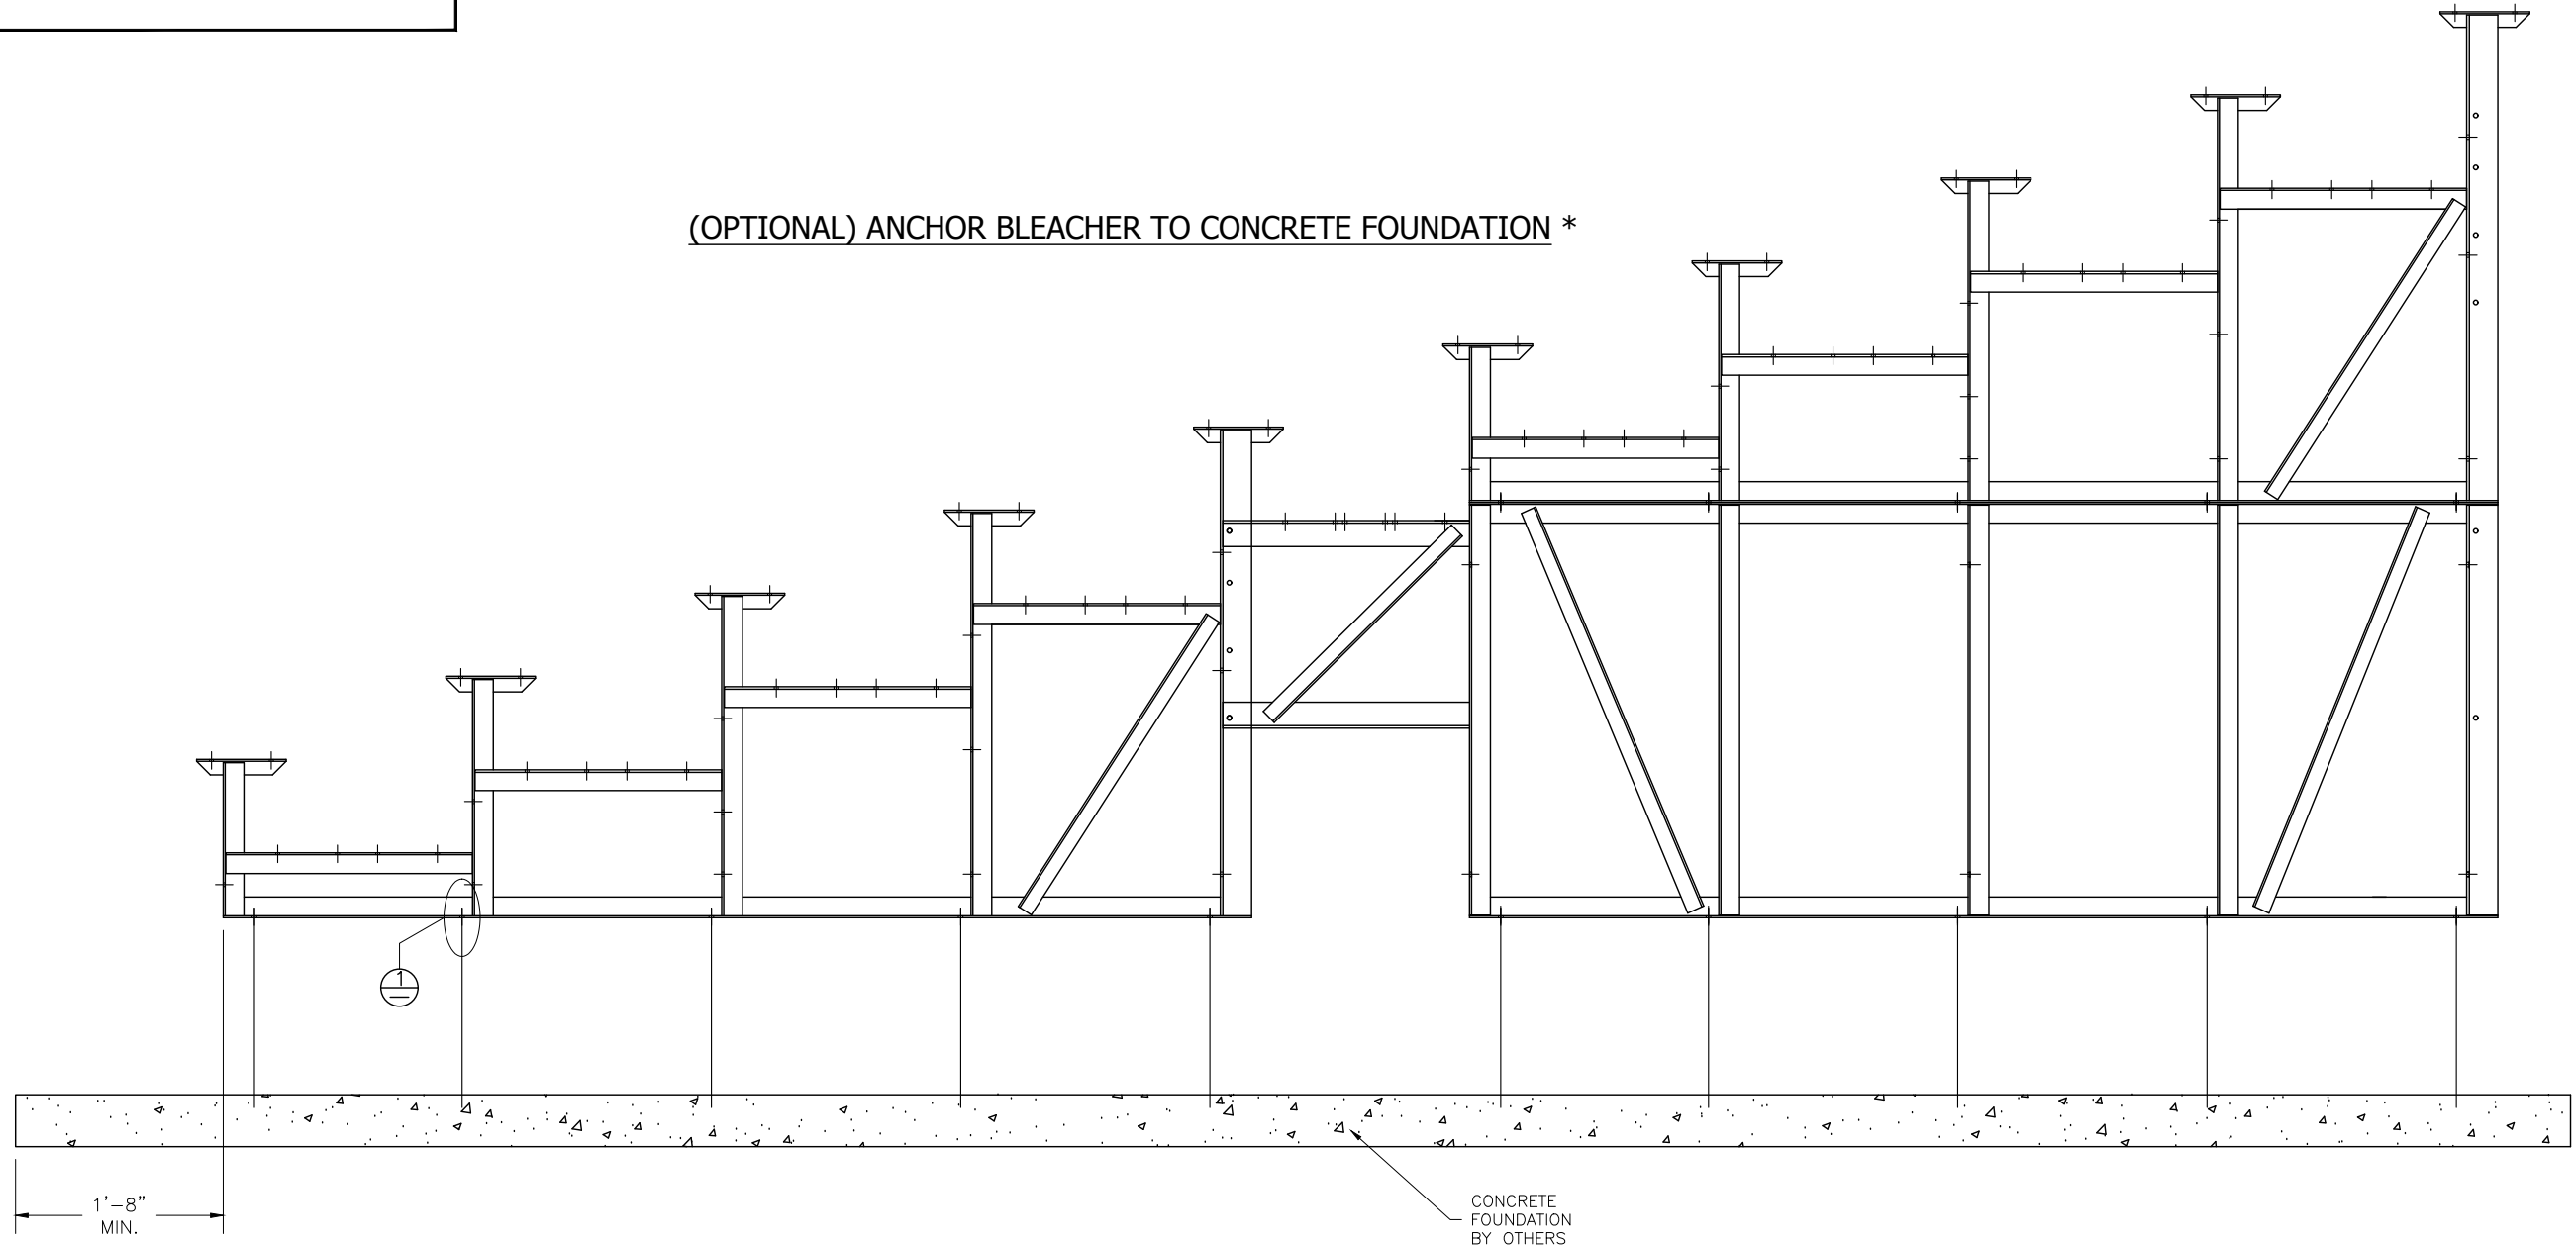 (OPTIONAL) ANCHOR BLEACHER TO CONCRETE FOUNDATION *
1
1'-8"
MIN.
CONCRETE
FOUNDATION
BY OTHERS